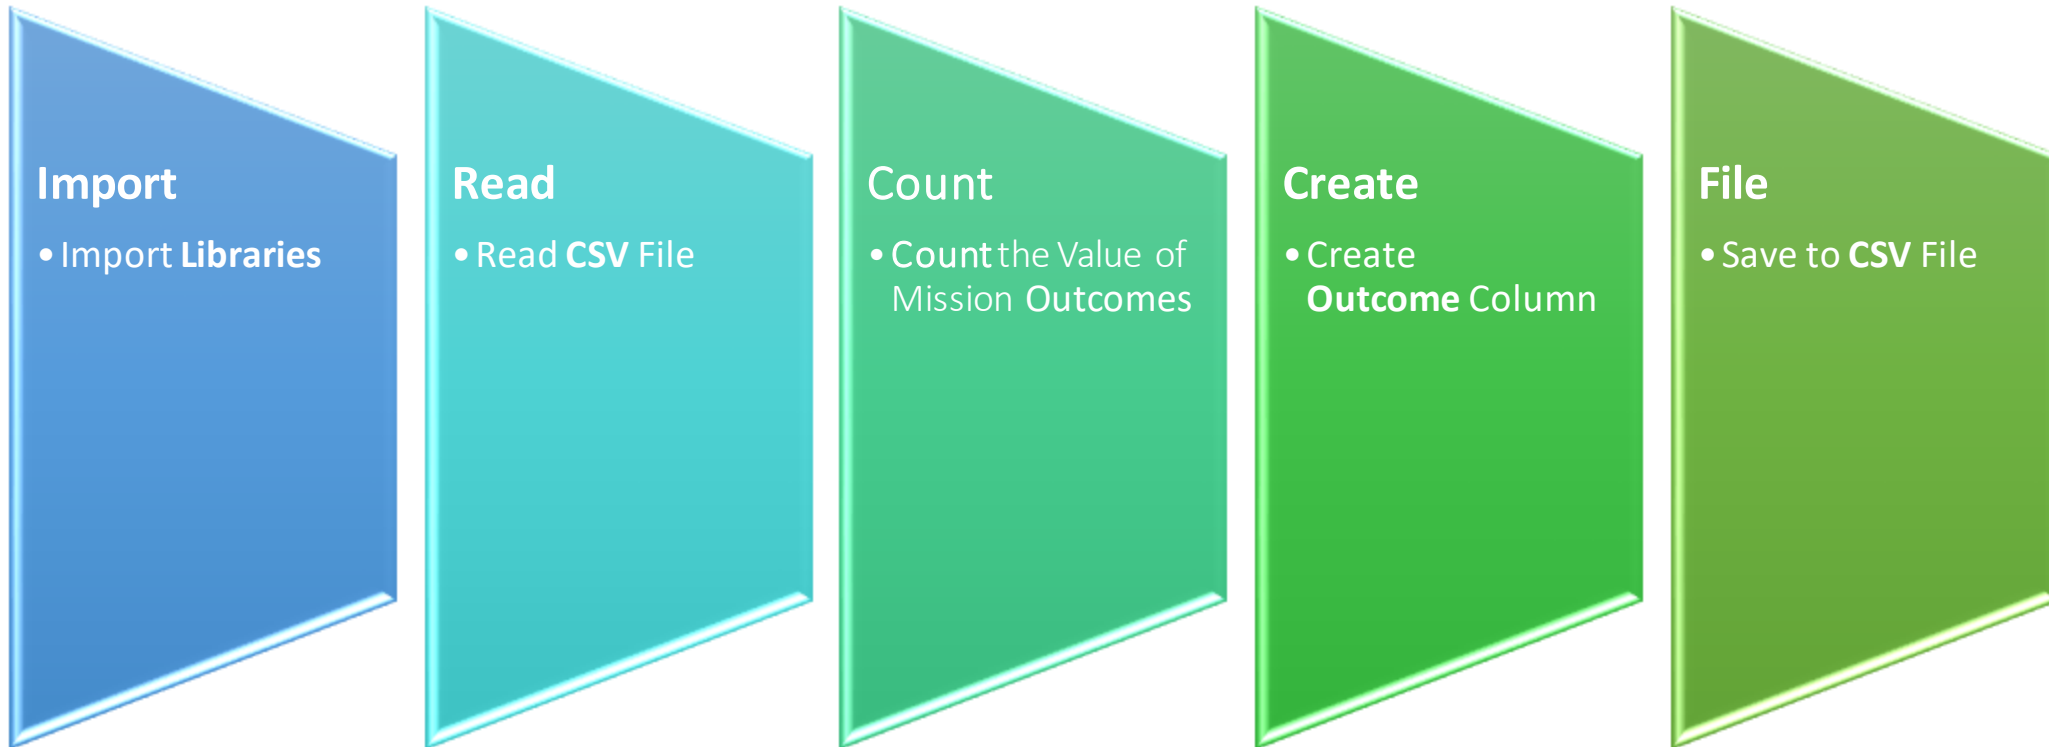 Import
• Import Libraries
Read
• Read CSV File
Count
• Count the Value of
Mission Outcomes
Create
• Create
Outcome Column
File
• Save to CSV File